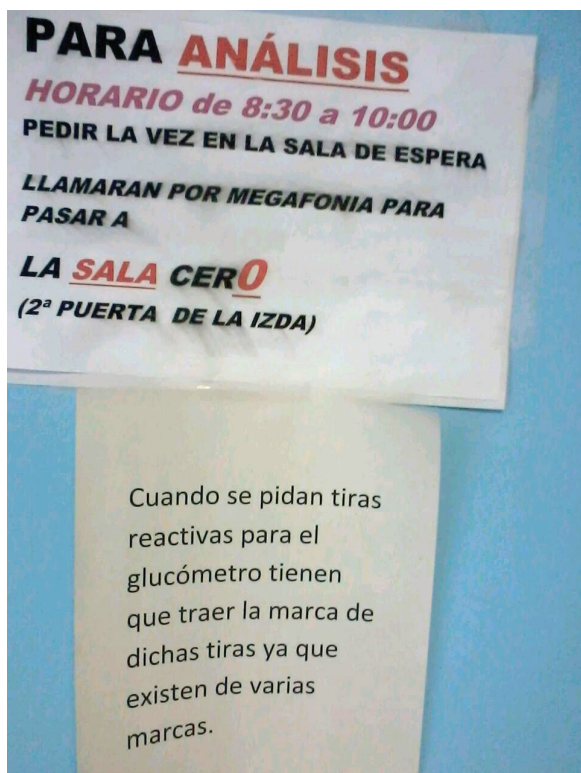 PARA ANÁLISIS
HORARIO de 8:30 a 10:00
PEDIR LA VEZ EN LA SALA DE ESPERA
LLAMARAN POR MEGAFONIA PARA
PASAR A
LA SALA CERO
(2ª PUERTA DE LA IZDA)
Cuando se pidan tiras
reactivas para el
glucómetro tienen
que traer la marca de
dichas tiras ya que
existen de varias
marcas.